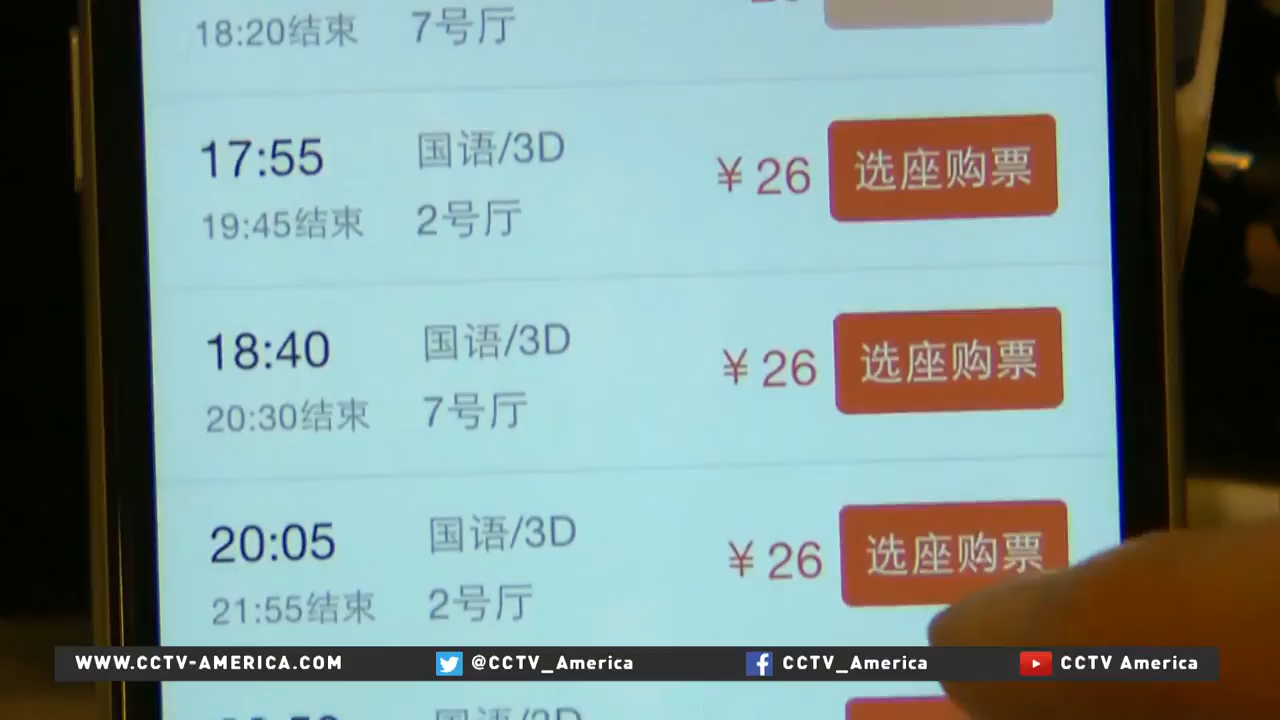 18:20结束 7号厅
17:55 国语/3D ¥26 选座购票
19:45结束 2号厅
18:40 国语/3D ¥26 选座购票
20:30结束 7号厅
20:05 国语/3D ¥26 选座购票
21:55结束 2号厅
WWW.CCTV-AMERICA.COM @CCTV_America CCTV_America CCTV America
国语/3D